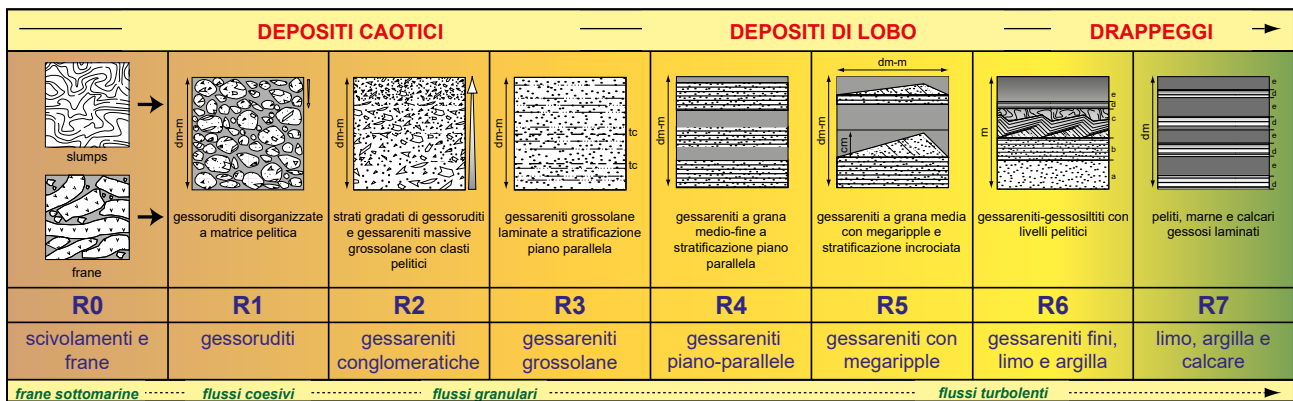 DEPOSITI CAOTICI
DEPOSITI DI LOBO
DRAPPEGGI
slumps
frane
dm-m
gessoruditi disorganizzate
a matrice pelitica
dm-m
strati gradati di gessoruditi
e gessareniti massive
grossolane con clasti
pelitici
dm-m
tc
tc
gessareniti grossolane
laminate a stratificazione
piano parallela
dm-m
gessareniti a grana
medio-fine a
stratificazione piano
parallela
dm-m
dm-m
cm
gessareniti a grana media
con megaripple e
stratificazione incrociata
m
e
d
c
b
a
gessareniti-gessosiltiti con
livelli pelitici
dm
e
d
e
d
e
d
e
d
peliti, marne e calcari
gessosi laminati
R0
R1
R2
R3
R4
R5
R6
R7
scivolamenti e
frane
gessoruditi
gessareniti
conglomeratiche
gessareniti
grossolane
gessareniti
piano-parallele
gessareniti con
megaripple
gessareniti fini,
limo e argilla
limo, argilla e
calcare
frane sottomarine
flussi coesivi
flussi granulari
flussi turbolenti